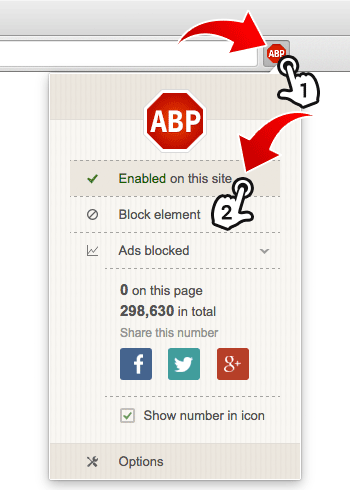 ABP
1
ABP
Enabled on this site
2
Block element
Ads blocked
0 on this page
298,630 in total
Share this number
f
g+
Show number in icon
Options